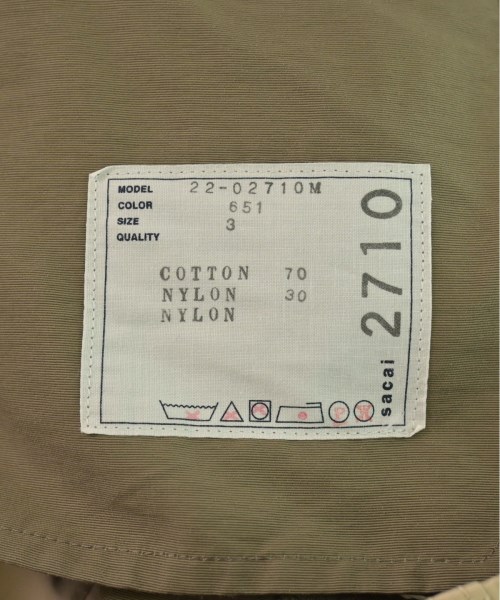 MODEL 22-02710M
COLOR 651
SIZE 3
QUALITY
COTTON 70
NYLON 30
NYLON
P W
sacai 2710